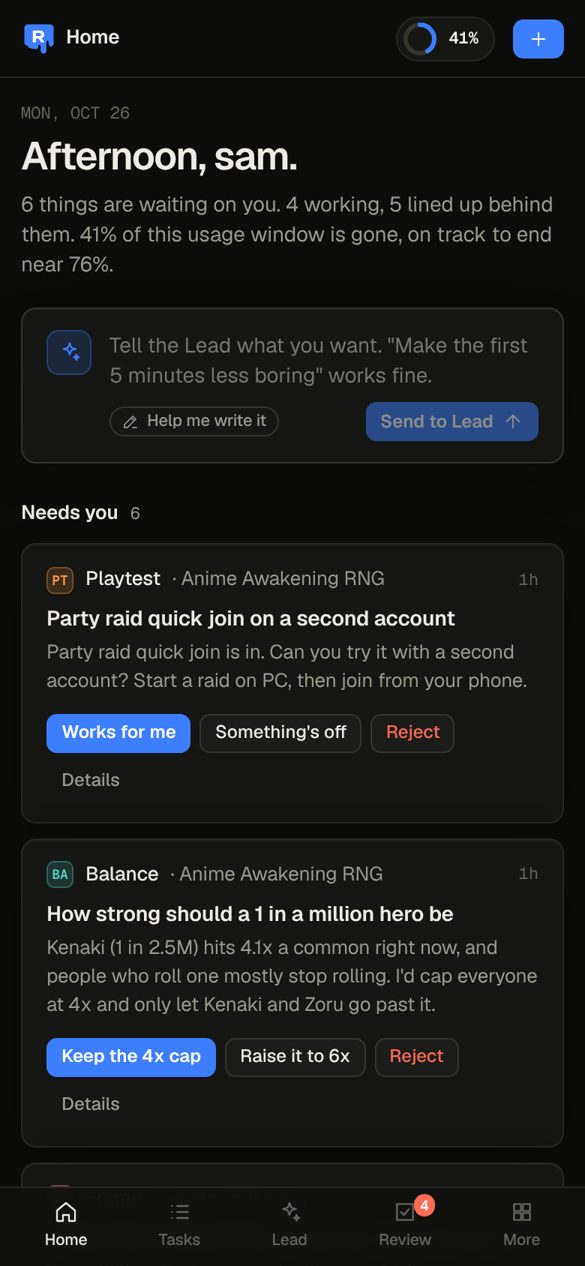 R Home
41%
+
MON, OCT 26
Afternoon, sam.
6 things are waiting on you. 4 working, 5 lined up behind
them. 41% of this usage window is gone, on track to end
near 76%.
Tell the Lead what you want. "Make the first
5 minutes less boring" works fine.
Help me write it
Send to Lead ↑
Needs you 6
PT Playtest · Anime Awakening RNG 1h
Party raid quick join on a second account
Party raid quick join is in. Can you try it with a second
account? Start a raid on PC, then join from your phone.
Works for me Something's off Reject
Details
BA Balance · Anime Awakening RNG 1h
How strong should a 1 in a million hero be
Kenaki (1 in 2.5M) hits 4.1x a common right now, and
people who roll one mostly stop rolling. I'd cap everyone
at 4x and only let Kenaki and Zoru go past it.
Keep the 4x cap Raise it to 6x Reject
Details
Frame
4
Home Tasks Lead Review More